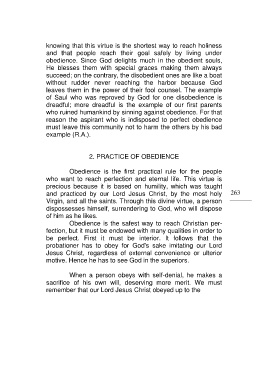 knowing that this virtue is the shortest way to reach holiness
and that people reach their goal safely by living under
obedience. Since God delights much in the obedient souls,
He blesses them with special graces making them always
succeed; on the contrary, the disobedient ones are like a boat
without rudder never reaching the harbor because God
leaves them in the power of their fool counsel, The example
of Saul who was reproved by God for one disobedience is
dreadful; more dreadful is the example of our first parents
who ruined humankind by sinning against obedience. For that
reason the aspirant who is indisposed to perfect obedience
must leave this community not to harm the others by his bad
example (R.A.).
2. PRACTICE OF OBEDIENCE
Obedience is the first practical rule for the people
who want to reach perfection and eternal life. This virtue is
precious because it is based on humility, which was taught
and practiced by our Lord Jesus Christ, by the most holy
Virgin, and all the saints. Through this divine virtue, a person
dispossesses himself, surrendering to God, who will dispose
of him as he likes.
Obedience is the safest way to reach Christian per-
fection, but it must be endowed with many qualities in order to
be perfect. First it must be interior. It follows that the
probationer has to obey for God's sake imitating our Lord
Jesus Christ, regardless of external convenience or ulterior
motive. Hence he has to see God in the superiors.
When a person obeys with self-denial, he makes a
sacrifice of his own will, deserving more merit. We must
remember that our Lord Jesus Christ obeyed up to the
263